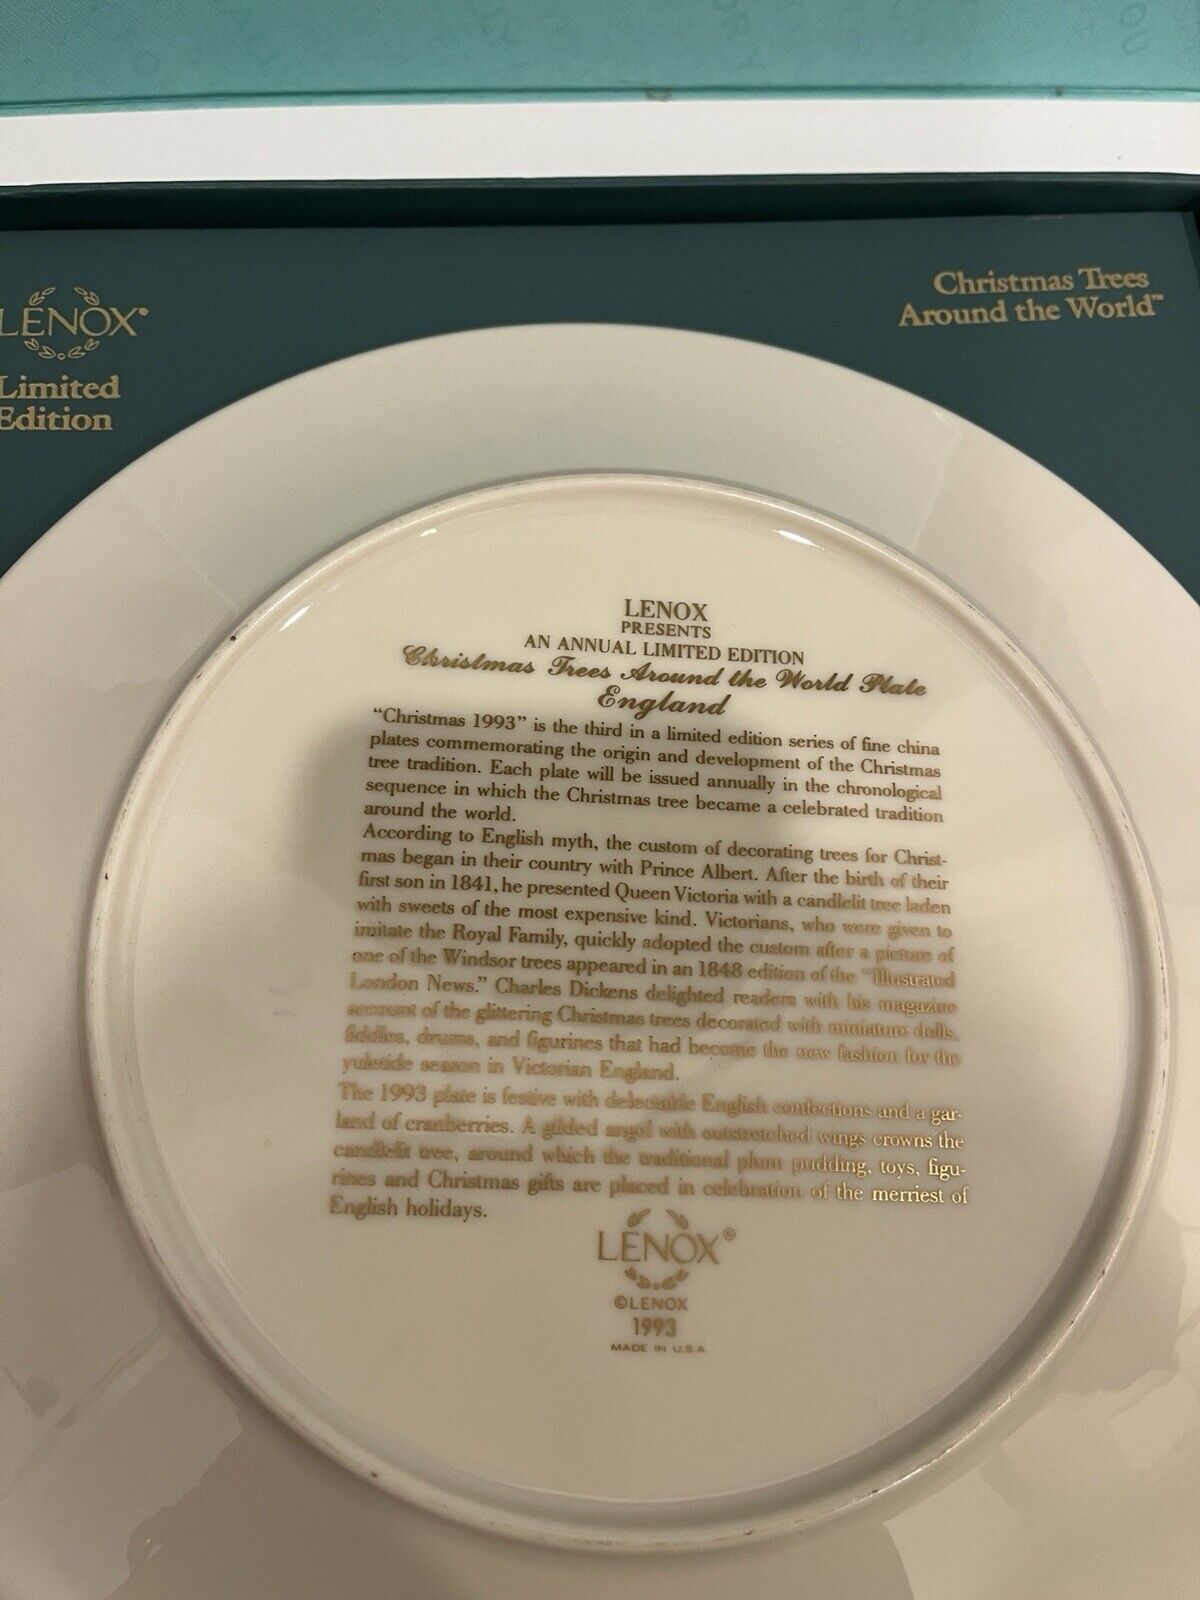 LENOX®
Limited
Edition
Christmas Trees
Around the World™
LENOX
PRESENTS
AN ANNUAL LIMITED EDITION
Christmas Trees Around the World Plate
England
“Christmas 1993” is the third in a limited edition series of fine china
plates commemorating the origin and development of the Christmas
tree tradition. Each plate will be issued annually in the chronological
sequence in which the Christmas tree became a celebrated tradition
around the world.
According to English myth, the custom of decorating trees for Christ-
mas began in their country with Prince Albert. After the birth of their
first son in 1841, he presented Queen Victoria with a candlelit tree laden
with sweets of the most expensive kind. Victorians, who were given to
imitate the Royal Family, quickly adopted the custom after a picture of
one of the Windsor trees appeared in an 1848 edition of the “Illustrated
London News.” Charles Dickens delighted readers with his magazine
account of the glittering Christmas trees decorated with miniature dolls,
fiddles, drums, and figurines that had become the new fashion for the
yuletide season in Victorian England.
The 1993 plate is festive with delectable English confections and a gar-
land of cranberries. A gilded angel with outstretched wings crowns the
candlelit tree, around which the traditional plum pudding, toys, figu-
rines and Christmas gifts are placed in celebration of the merriest of
English holidays.
LENOX®
©LENOX
1993
MADE IN U.S.A.